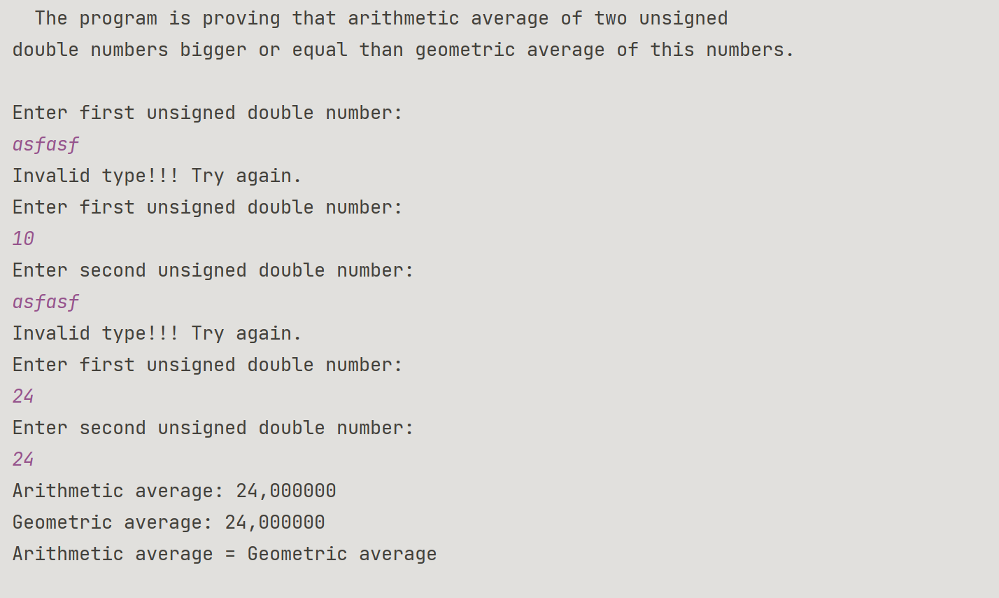 The program is proving that arithmetic average of two unsigned
double numbers bigger or equal than geometric average of this numbers.
Enter first unsigned double number:
asfasf
Invalid type!!! Try again.
Enter first unsigned double number:
10
Enter second unsigned double number:
asfasf
Invalid type!!! Try again.
Enter first unsigned double number:
24
Enter second unsigned double number:
24
Arithmetic average: 24,000000
Geometric average: 24,000000
Arithmetic average = Geometric average